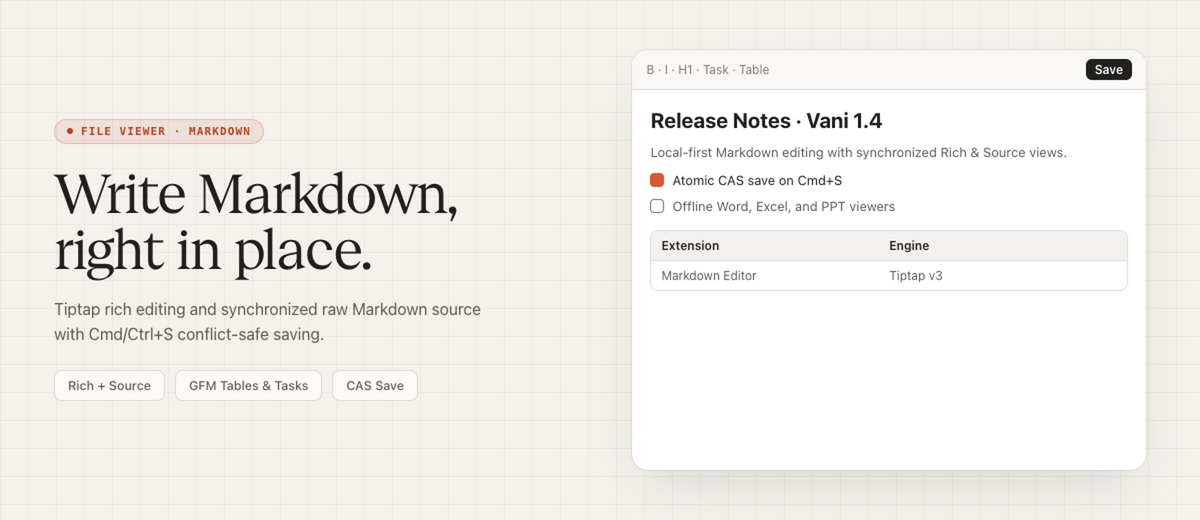 FILE VIEWER · MARKDOWN
Write Markdown,
right in place.
Tiptap rich editing and synchronized raw Markdown source
with Cmd/Ctrl+S conflict-safe saving.
Rich + Source
GFM Tables & Tasks
CAS Save
B · I · H1 · Task · Table
Save
Release Notes · Vani 1.4
Local-first Markdown editing with synchronized Rich & Source views.
Atomic CAS save on Cmd+S
Offline Word, Excel, and PPT viewers
Extension Engine
Markdown Editor Tiptap v3